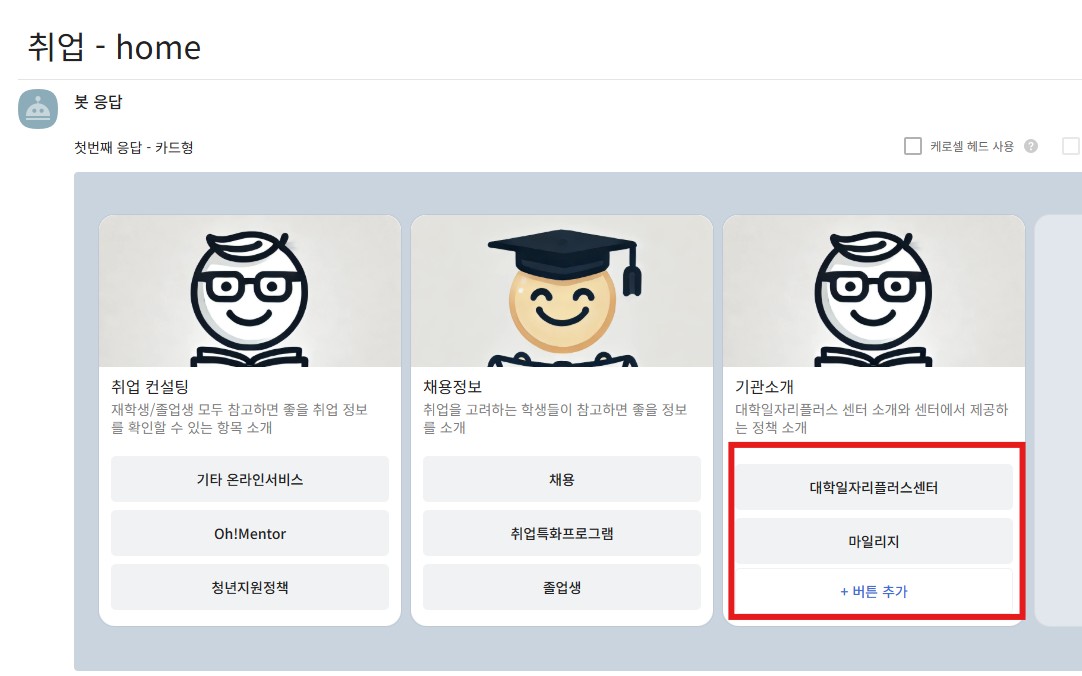 취업 - home
봇 응답
첫번째 응답 - 카드형
케로셀 헤드 사용 ?
취업 컨설팅
재학생/졸업생 모두 참고하면 좋을 취업 정보
를 확인할 수 있는 항목 소개
기타 온라인서비스
Oh!Mentor
청년지원정책
채용정보
취업을 고려하는 학생들이 참고하면 좋을 정보
를 소개
채용
취업특화프로그램
졸업생
기관소개
대학일자리플러스 센터 소개와 센터에서 제공하
는 정책 소개
대학일자리플러스센터
마일리지
+ 버튼 추가